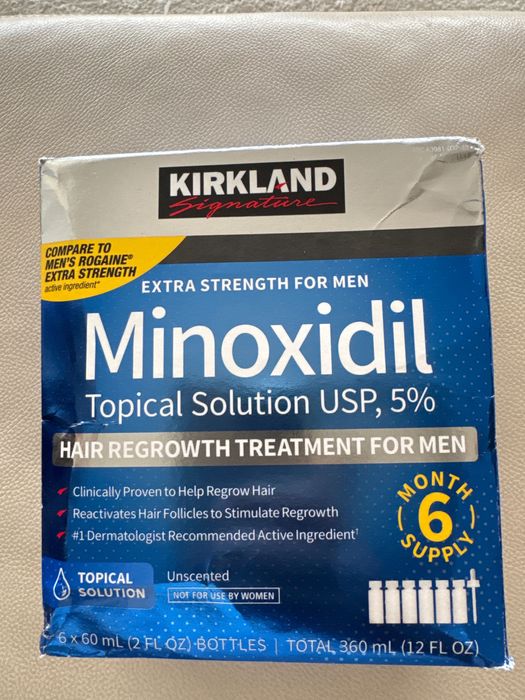 KIRKLAND
Signature
COMPARE TO
MEN'S ROGAINE®
EXTRA STRENGTH
active ingredient*
EXTRA STRENGTH FOR MEN
Minoxidil
Topical Solution USP, 5%
HAIR REGROWTH TREATMENT FOR MEN
Clinically Proven to Help Regrow Hair
Reactivates Hair Follicles to Stimulate Regrowth
#1 Dermatologist Recommended Active Ingredient†
MONTH
6
SUPPLY
TOPICAL
SOLUTION
Unscented
NOT FOR USE BY WOMEN
6 x 60 mL (2 FL OZ) BOTTLES | TOTAL 360 mL (12 FL OZ)